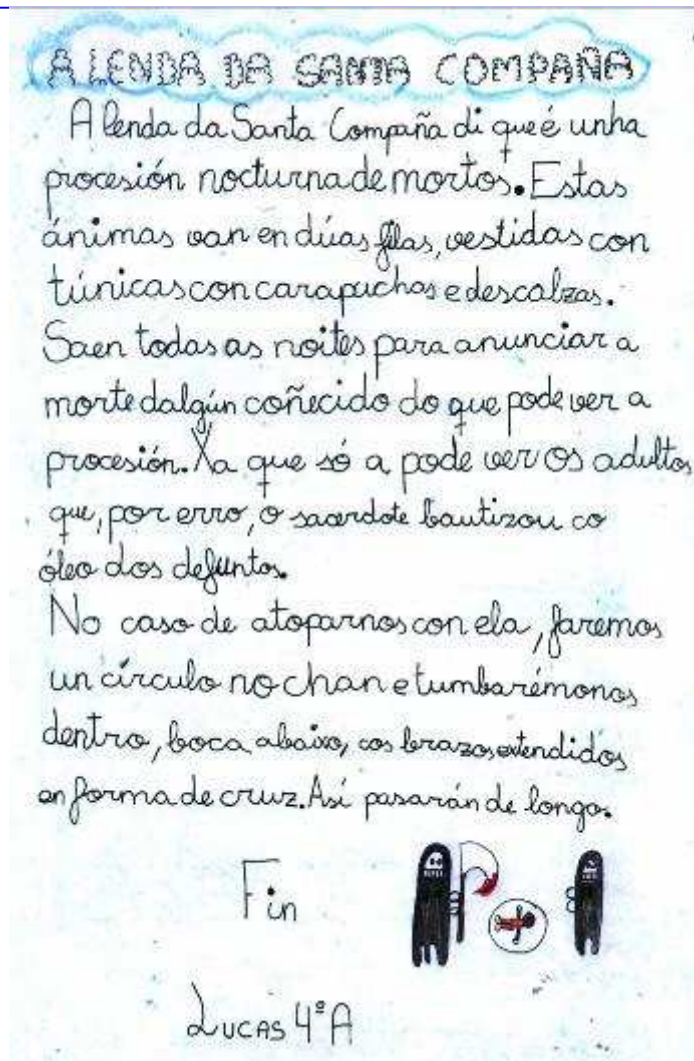 A LENDA DA SANTA COMPAÑA
A lenda da Santa Compaña di que é unha
procesión nocturna de mortos. Estas
ánimas van en dúas filas, vestidas con
túnicas con carapuchas e descalzas.
Saen todas as noites para anunciar a
morte dalgún coñecido do que pode ver a
procesión. Xa que só a pode ver os adultos
que, por erro, o sacerdote bautizou co
óleo dos defuntos.
No caso de atoparnos con ela, faremos
un círculo no chan e tumbarémonos
dentro, boca abaixo, cos brazos extendidos
en forma de cruz. Así pasarán de longo.
Fin
Lucas 4º A